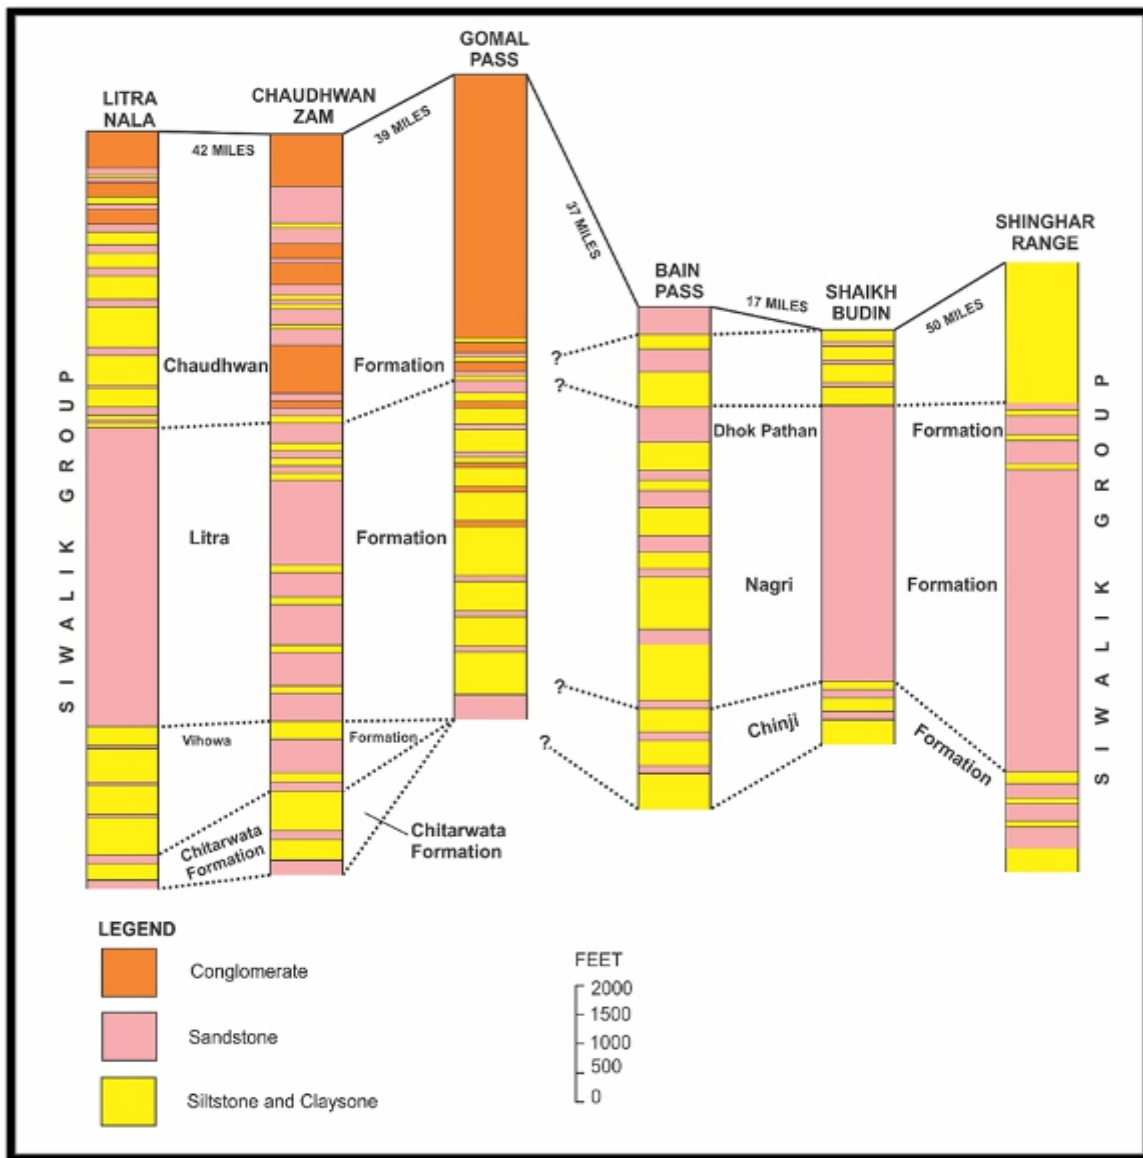 LITRA
NALA
CHAUDHWAN
ZAM
GOMAL
PASS
BAIN
PASS
SHAIKH
BUDIN
SHINGHAR
RANGE
42 MILES
39 MILES
37 MILES
17 MILES
50 MILES
SIWALIK GROUP
Chaudhwan
Formation
Litra
Formation
Vihowa
Formation
Chitarwata
Formation
Chitarwata
Formation
?
?
?
?
Dhok Pathan
Formation
Nagri
Formation
Chinji
Formation
SIWALIK GROUP
LEGEND
Conglomerate
Sandstone
Siltstone and Claysone
FEET
2000
1500
1000
500
0